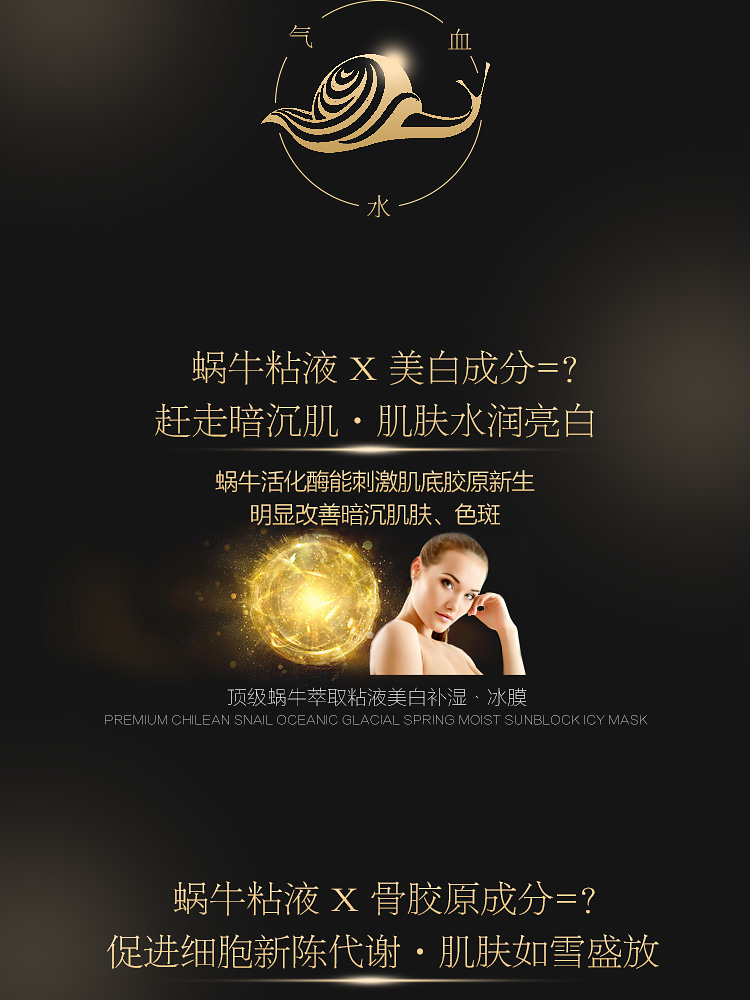 气
血
水
蜗牛粘液 X 美白成分=?
赶走暗沉肌·肌肤水润亮白
蜗牛活化酶能刺激肌底胶原新生
明显改善暗沉肌肤、色斑
顶级蜗牛萃取粘液美白补湿·冰膜
PREMIUM CHILEAN SNAIL OCEANIC GLACIAL SPRING MOIST SUNBLOCK ICY MASK
蜗牛粘液 X 骨胶原成分=?
促进细胞新陈代谢·肌肤如雪盛放